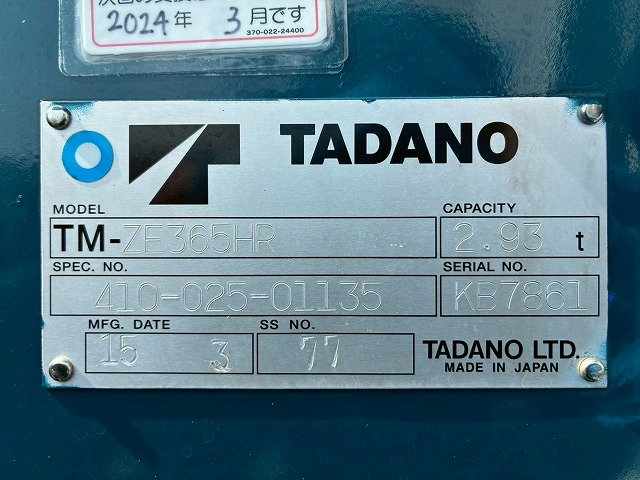 2024年 3月です
370-022-24400
TADANO
MODEL
TM-ZF365HR
CAPACITY
2.93 t
SPEC. NO.
410-025-01135
SERIAL NO.
KB7861
MFG. DATE
15 3
SS NO.
77
TADANO LTD.
MADE IN JAPAN